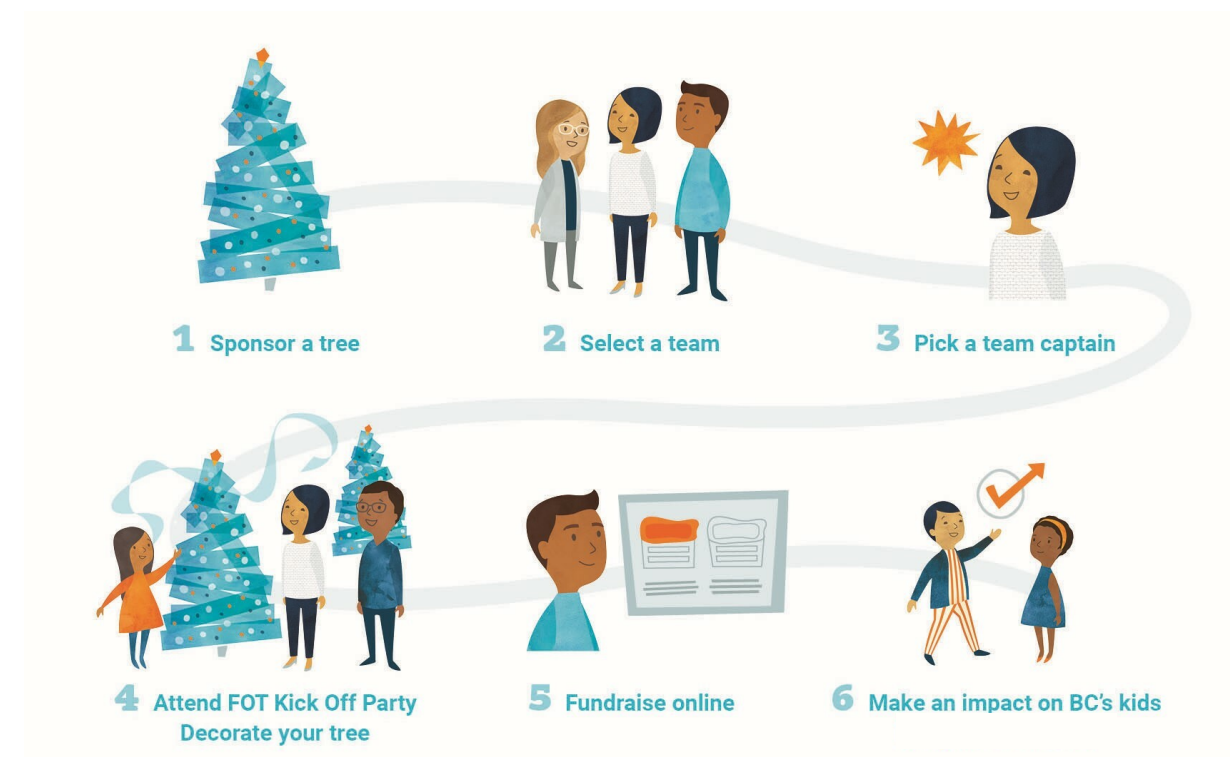 1 Sponsor a tree
2 Select a team
3 Pick a team captain
4 Attend FOT Kick Off Party
Decorate your tree
5 Fundraise online
6 Make an impact on BC's kids